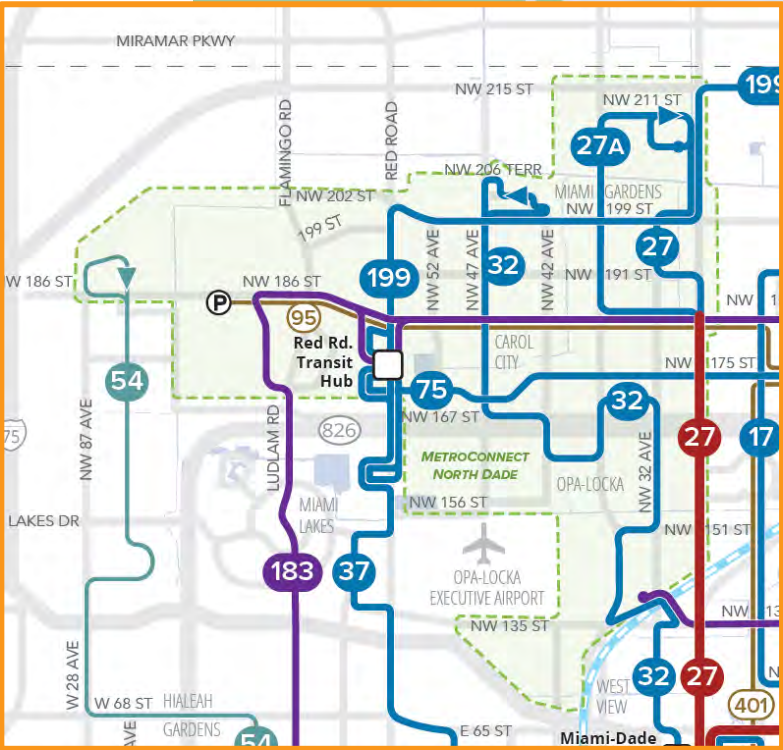 MIRAMAR PKWY
NW 215 ST
199
NW 211 ST
FLAMINGO RD
RED ROAD
27A
NW 206 TERR
MIAMI GARDENS
NW 202 ST
NW 199 ST
199 ST
NW 52 AVE
NW 47 AVE
NW 42 AVE
27
32
W 186 ST
NW 186 ST
199
NW 191 ST
P
95
NW
Red Rd.
Transit
Hub
CAROL
CITY
NW 175 ST
54
75
32
NW 167 ST
NW 87 AVE
LUDLAM RD
826
75
METROCONNECT
NORTH DADE
NW 32 AVE
27
17
OPA-LOCKA
MIAMI
LAKES
NW 156 ST
LAKES DR
NW 151 ST
183
37
OPA-LOCKA
EXECUTIVE AIRPORT
NW 135 ST
NW 13
W 28 AVE
WEST
VIEW
32
27
401
W 68 ST
HIALEAH
GARDENS
AVE
54
E 65 ST
Miami-Dade